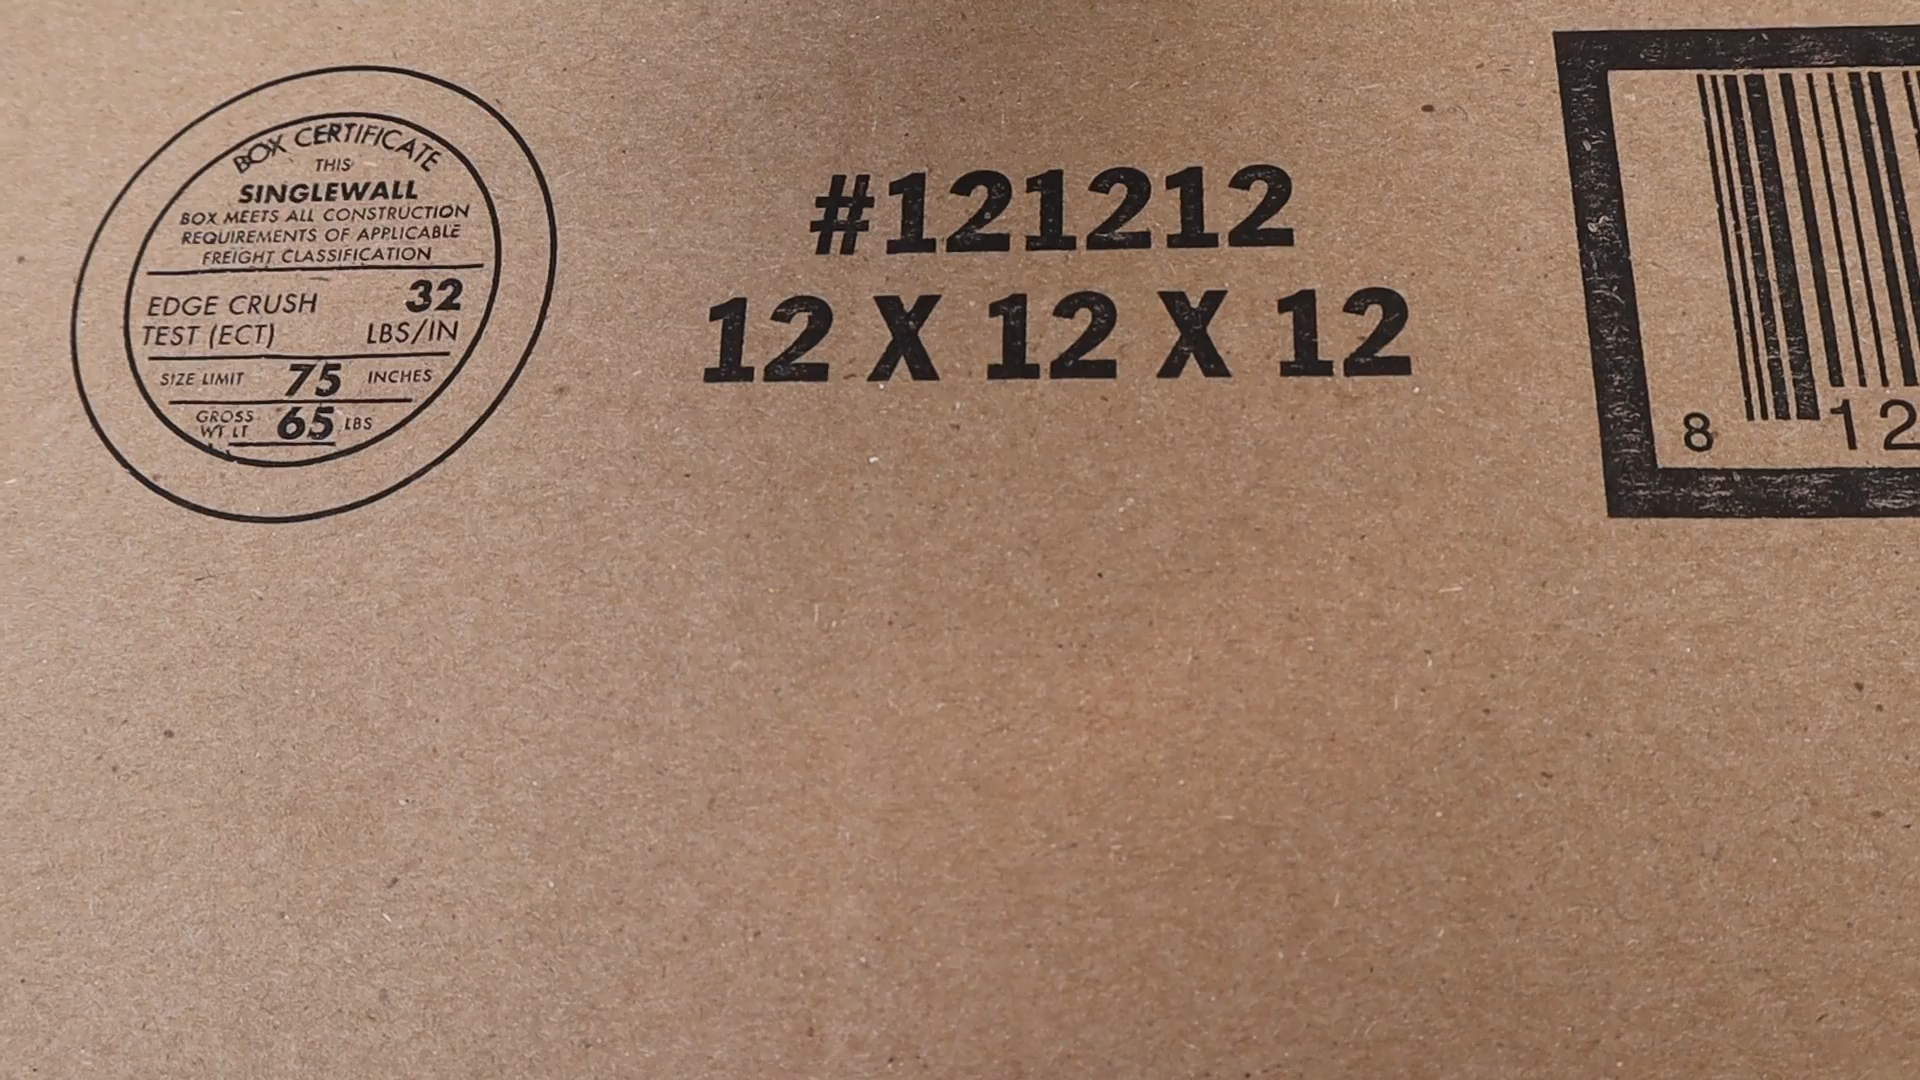 BOX CERTIFICATE
THIS
SINGLEWALL
BOX MEETS ALL CONSTRUCTION
REQUIREMENTS OF APPLICABLE
FREIGHT CLASSIFICATION
EDGE CRUSH 32
TEST (ECT) LBS/IN
SIZE LIMIT 75 INCHES
GROSS
WT LT 65 LBS
#121212
12 X 12 X 12
8 12